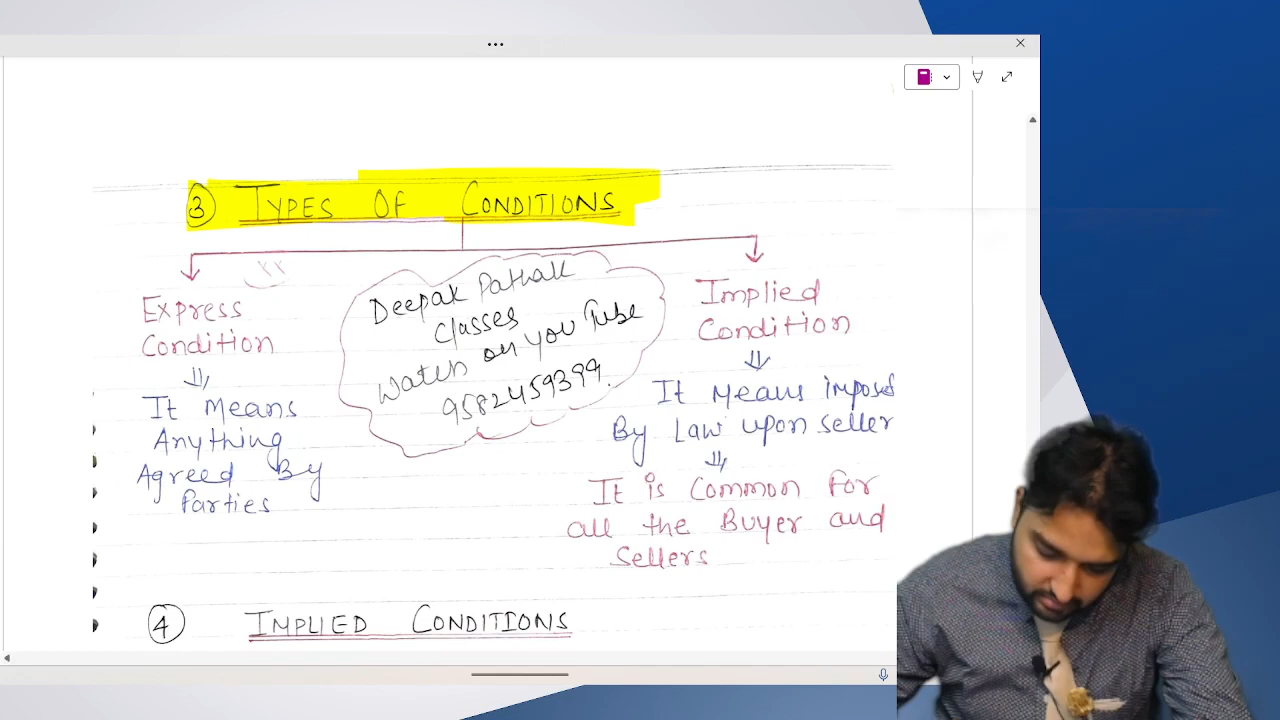 3 TYPES OF CONDITIONS
Express
Condition
It Means
Anything
Agreed By
Parties
Deepak Pathak
Classes
Watch on YouTube
9582459399.
Implied
Condition
It Means imposed
By Law upon seller
It is Common For
all the Buyer and
Sellers
4 IMPLIED CONDITIONS